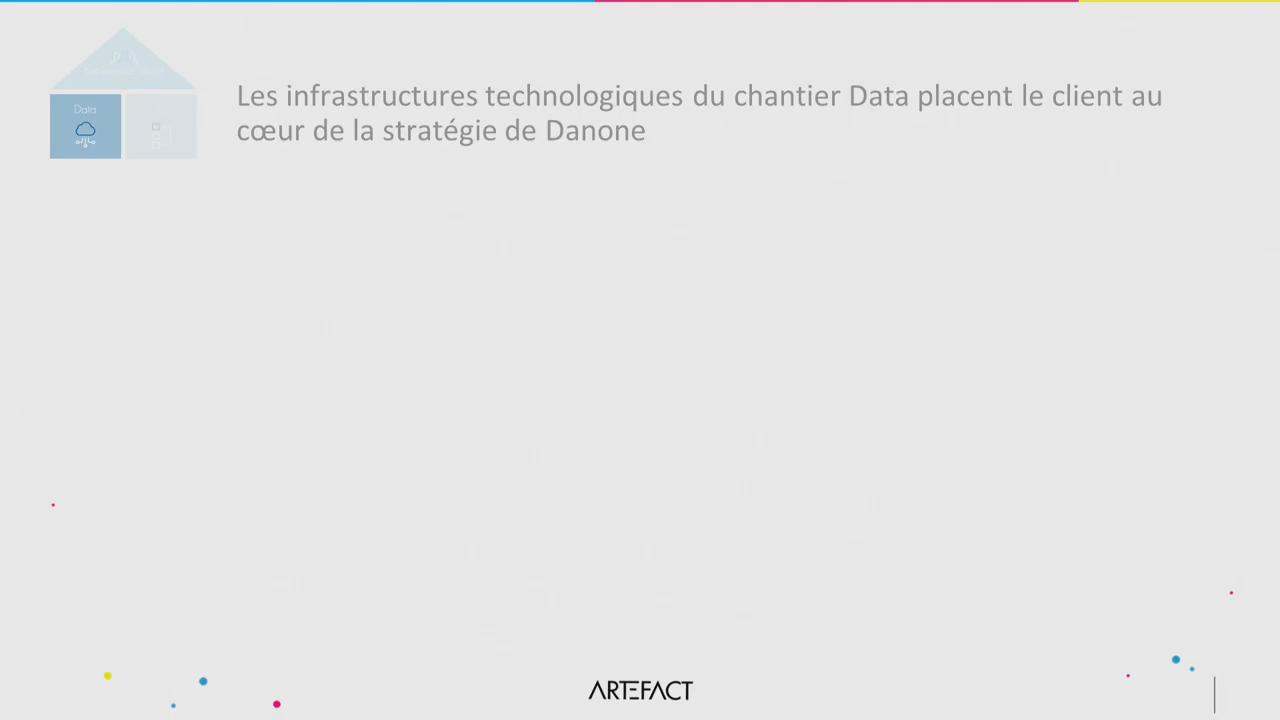 Data
Les infrastructures technologiques du chantier Data placent le client au
cœur de la stratégie de Danone
ARTEFACT